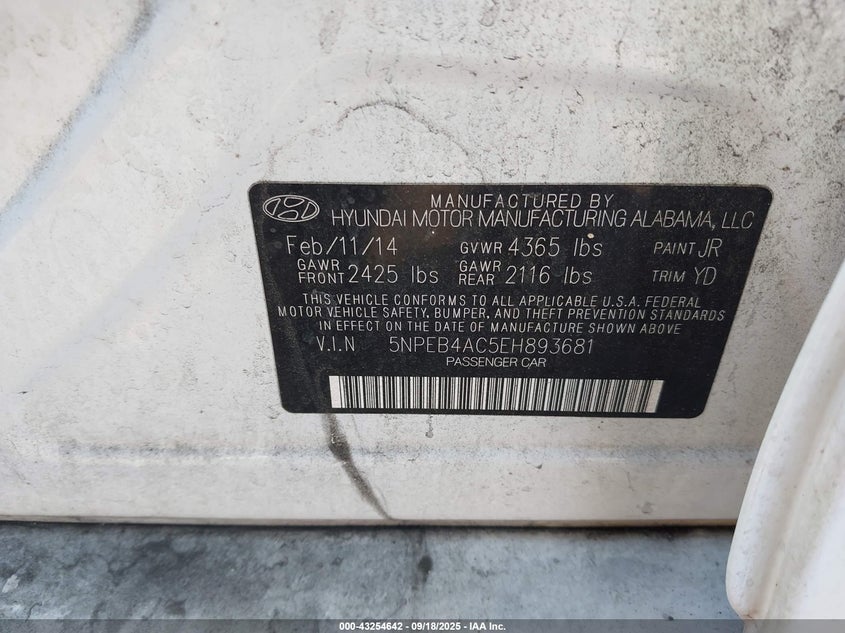 MANUFACTURED BY
HYUNDAI MOTOR MANUFACTURING ALABAMA, LLC
Feb/11/14 GVWR 4365 lbs PAINT JR
GAWR FRONT 2425 lbs GAWR REAR 2116 lbs TRIM YD
THIS VEHICLE CONFORMS TO ALL APPLICABLE U.S.A. FEDERAL
MOTOR VEHICLE SAFETY, BUMPER, AND THEFT PREVENTION STANDARDS
IN EFFECT ON THE DATE OF MANUFACTURE SHOWN ABOVE
V.I.N 5NPEB4AC5EH893681
PASSENGER CAR
000-43254642 - 09/18/2025 - IAA Inc.